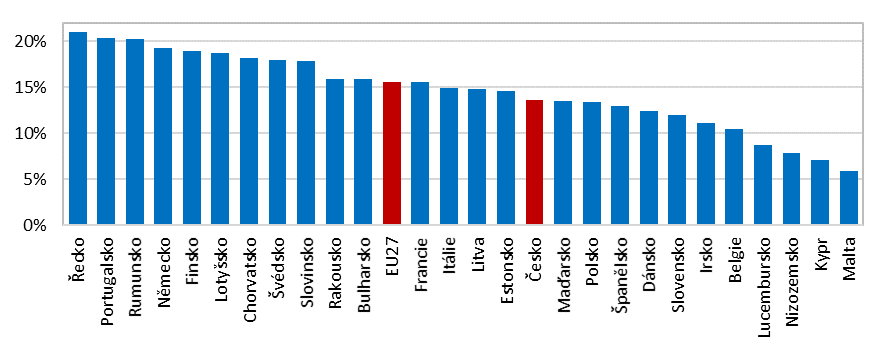 20%
15%
10%
5%
0%
Řecko
Portugalsko
Rumunsko
Německo
Finsko
Lotyšsko
Chorvatsko
Švédsko
Slovinsko
Rakousko
Bulharsko
EU27
Francie
Itálie
Litva
Estonsko
Česko
Maďarsko
Polsko
Španělsko
Dánsko
Slovensko
Irsko
Belgie
Lucembursko
Nizozemsko
Kypr
Malta